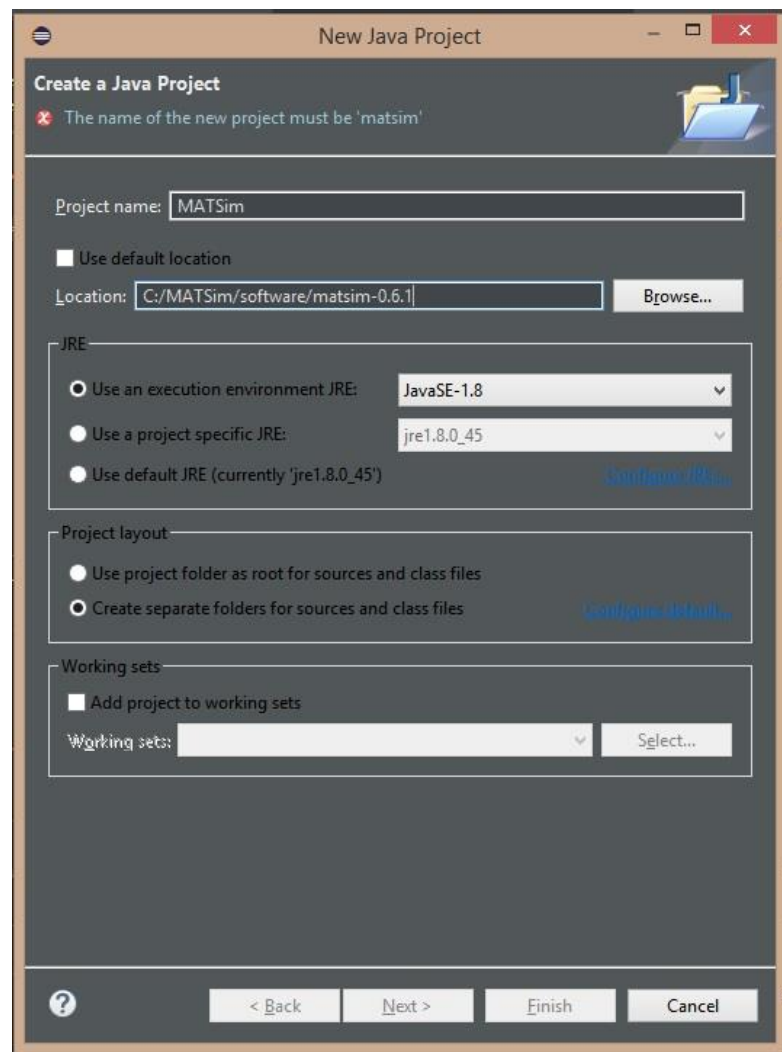 New Java Project
Create a Java Project
The name of the new project must be 'matsim'
Project name: MATSim
Use default location
Location: C:/MATSim/software/matsim-0.6.1 Browse...
JRE
Use an execution environment JRE: JavaSE-1.8
Use a project specific JRE: jre1.8.0_45
Use default JRE (currently 'jre1.8.0_45') Configure JREs...
Project layout
Use project folder as root for sources and class files
Create separate folders for sources and class files Configure default...
Working sets
Add project to working sets
Working sets: Select...
? < Back Next > Finish Cancel